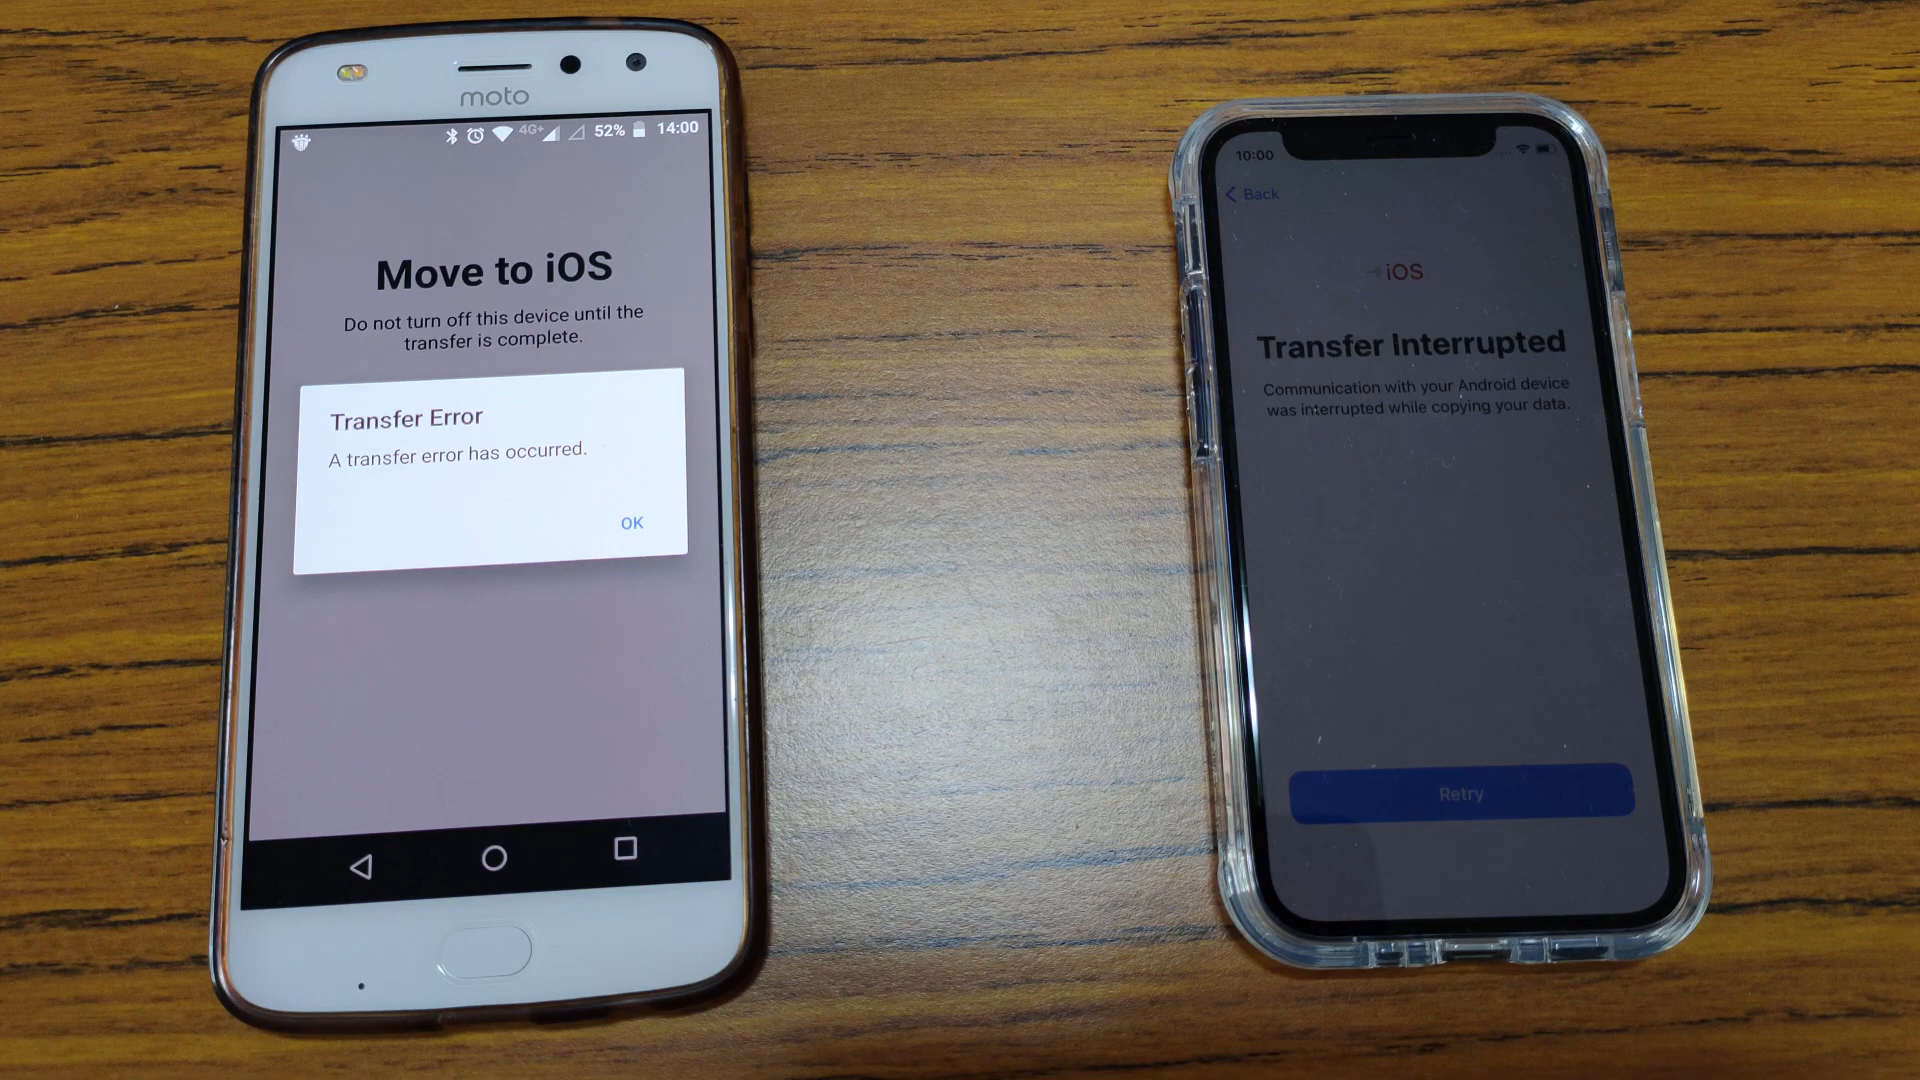 moto
4G+ 52% 14:00
Move to iOS
Do not turn off this device until the
transfer is complete.
Transfer Error
A transfer error has occurred.
OK
10:00
Back
iOS
Transfer Interrupted
Communication with your Android device
was interrupted while copying your data.
Retry